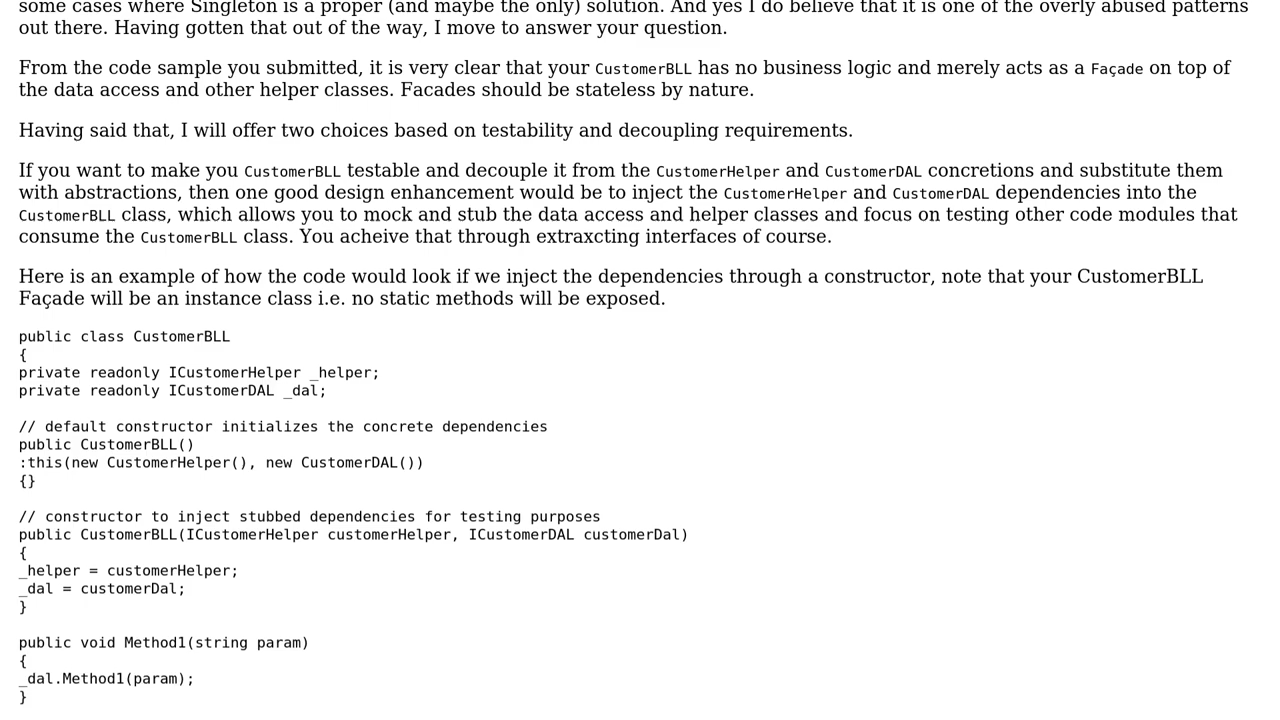 some cases where Singleton is a proper (and maybe the only) solution. And yes I do believe that it is one of the overly abused patterns
out there. Having gotten that out of the way, I move to answer your question.
From the code sample you submitted, it is very clear that your CustomerBLL has no business logic and merely acts as a Façade on top of
the data access and other helper classes. Facades should be stateless by nature.
Having said that, I will offer two choices based on testability and decoupling requirements.
If you want to make you CustomerBLL testable and decouple it from the CustomerHelper and CustomerDAL concretions and substitute them
with abstractions, then one good design enhancement would be to inject the CustomerHelper and CustomerDAL dependencies into the
CustomerBLL class, which allows you to mock and stub the data access and helper classes and focus on testing other code modules that
consume the CustomerBLL class. You acheive that through extraxcting interfaces of course.
Here is an example of how the code would look if we inject the dependencies through a constructor, note that your CustomerBLL
Façade will be an instance class i.e. no static methods will be exposed.
public class CustomerBLL
{
private readonly ICustomerHelper _helper;
private readonly ICustomerDAL _dal;
// default constructor initializes the concrete dependencies
public CustomerBLL()
:this(new CustomerHelper(), new CustomerDAL())
{}
// constructor to inject stubbed dependencies for testing purposes
public CustomerBLL(ICustomerHelper customerHelper, ICustomerDAL customerDal)
{
_helper = customerHelper;
_dal = customerDal;
}
public void Method1(string param)
{
_dal.Method1(param);
}